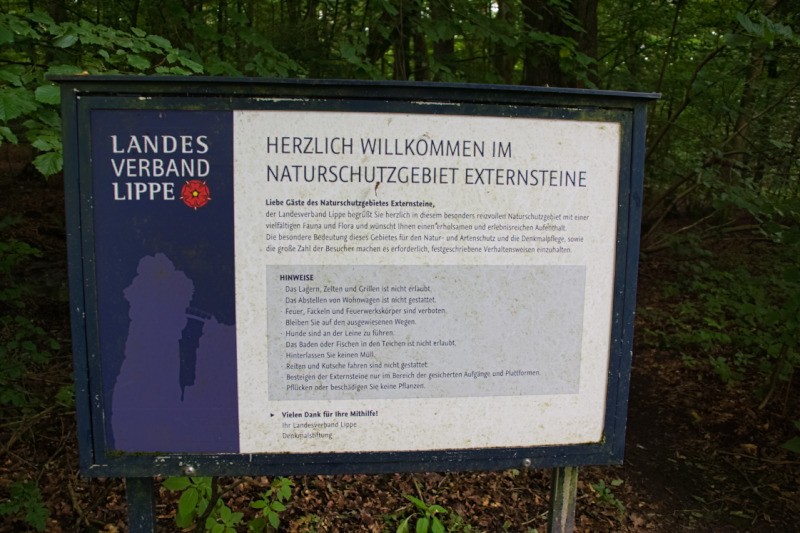 LANDES
VERBAND
LIPPE
HERZLICH WILLKOMMEN IM
NATURSCHUTZGEBIET EXTERNSTEINE
Liebe Gäste des Naturschutzgebietes Externsteine,
der Landesverband Lippe begrüßt Sie herzlich in diesem besonders reizvollen Naturschutzgebiet mit einer
vielfältigen Fauna und Flora und wünscht Ihnen einen erholsamen und erlebnisreichen Aufenthalt.
Die besondere Bedeutung dieses Gebietes für den Natur- und Artenschutz und die Denkmalpflege, sowie
die große Zahl der Besucher machen es erforderlich, festgeschriebene Verhaltensweisen einzuhalten.
HINWEISE
· Das Lagern, Zelten und Grillen ist nicht erlaubt.
· Das Abstellen von Wohnwagen ist nicht gestattet.
· Feuer, Fackeln und Feuerwerkskörper sind verboten.
· Bleiben Sie auf den ausgewiesenen Wegen.
· Hunde sind an der Leine zu führen.
· Das Baden oder Fischen in den Teichen ist nicht erlaubt.
· Hinterlassen Sie keinen Müll.
· Reiten und Kutsche fahren sind nicht gestattet.
· Besteigen der Externsteine nur im Bereich der gesicherten Aufgänge und Plattformen.
· Pflücken oder beschädigen Sie keine Pflanzen.
► Vielen Dank für Ihre Mithilfe!
Ihr Landesverband Lippe
Denkmalstiftung